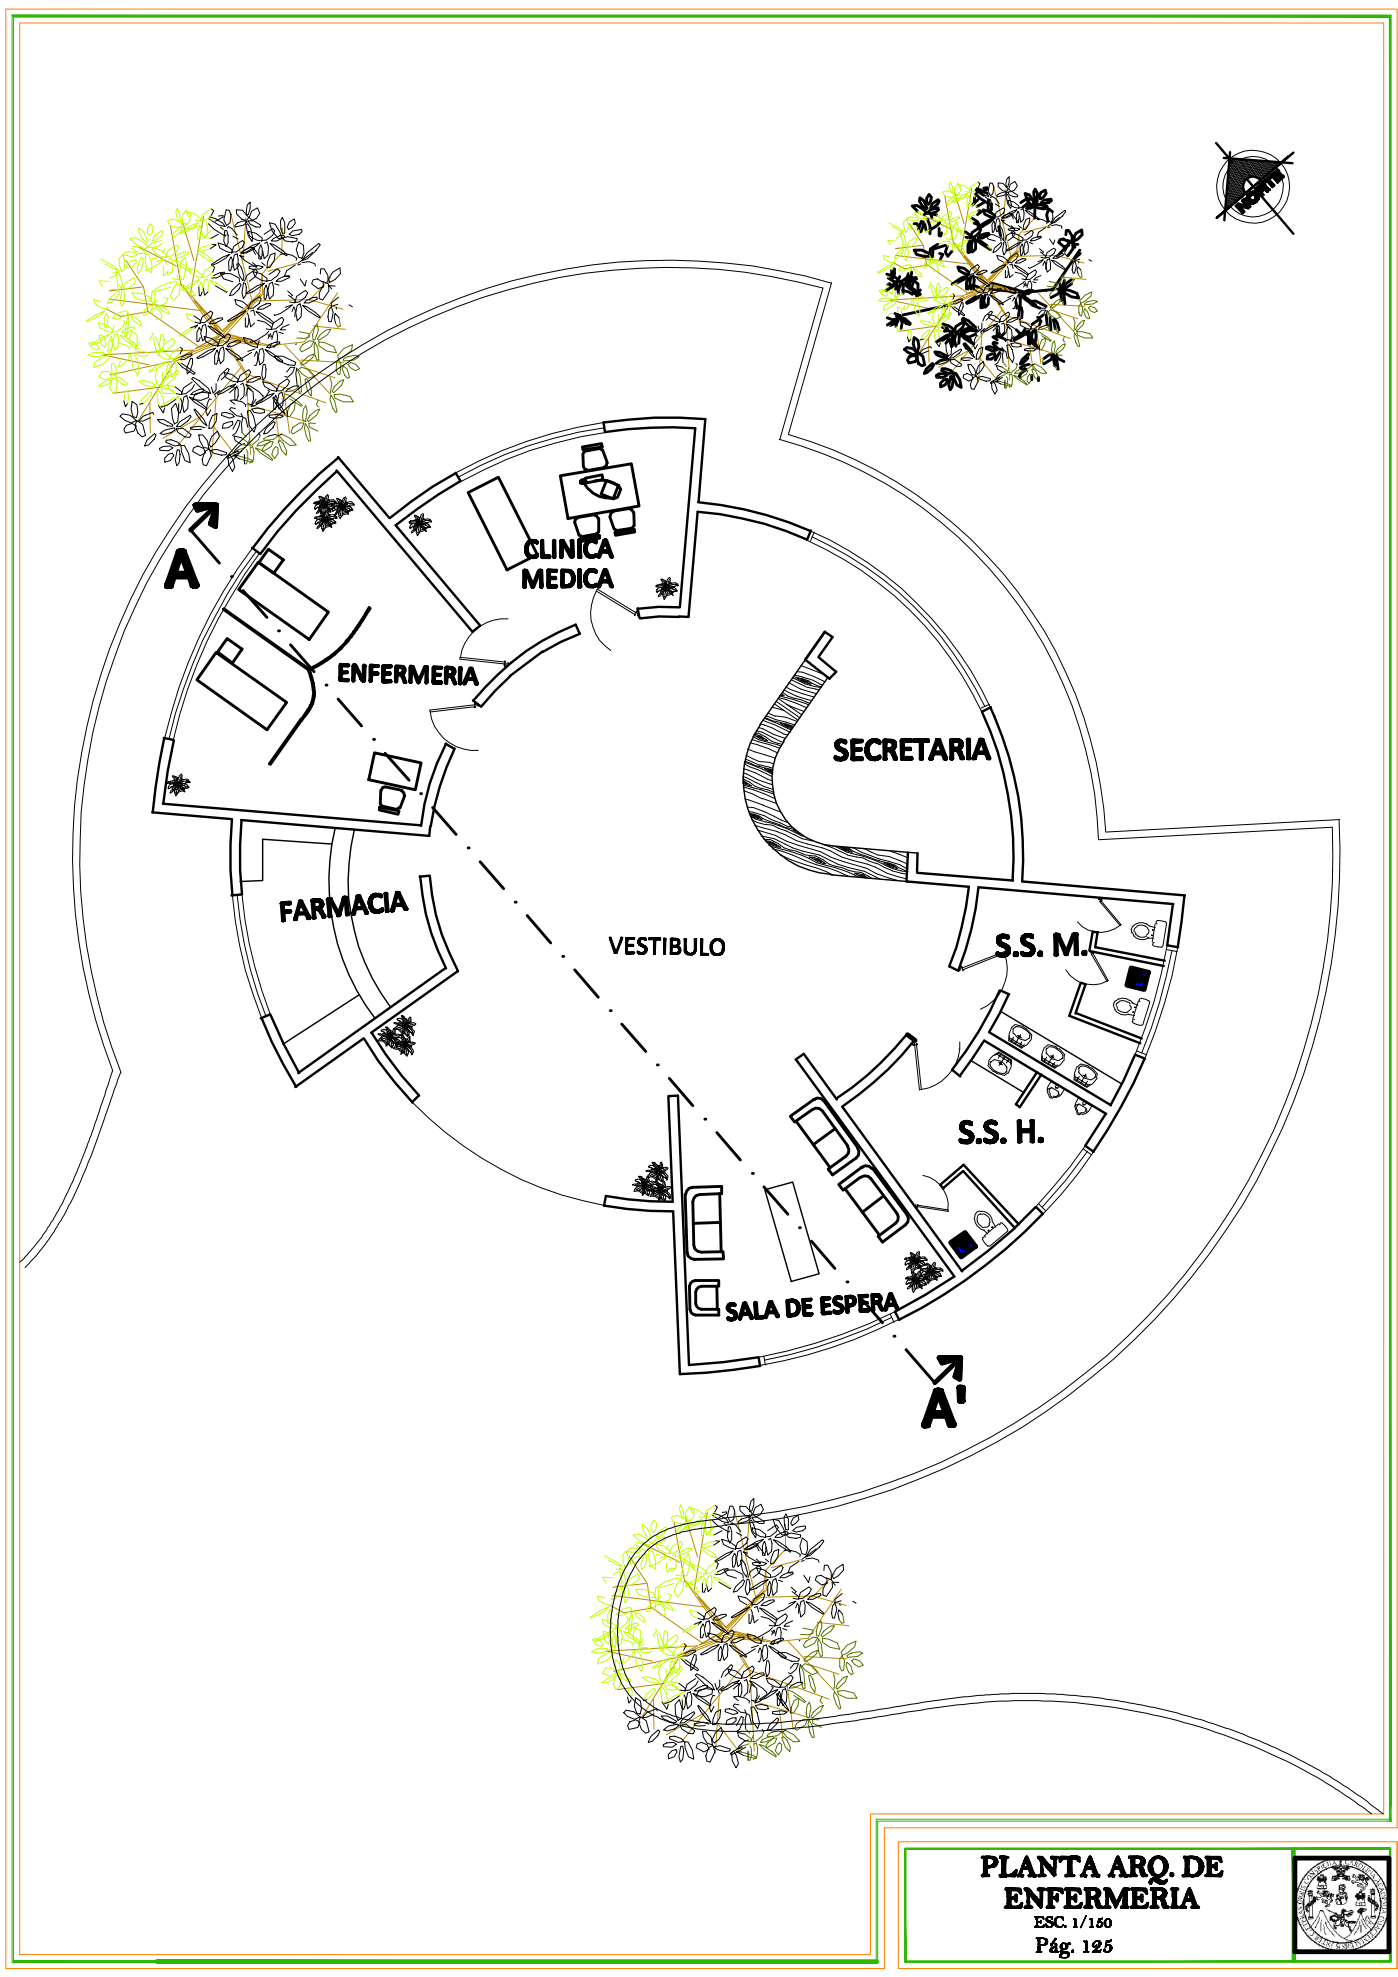 NORTE
A
CLINICA
MEDICA
ENFERMERIA
SECRETARIA
FARMACIA
VESTIBULO
S.S. M.
S.S. H.
SALA DE ESPERA
A'
PLANTA ARQ. DE
ENFERMERIA
ESC. 1/150
Pág. 125